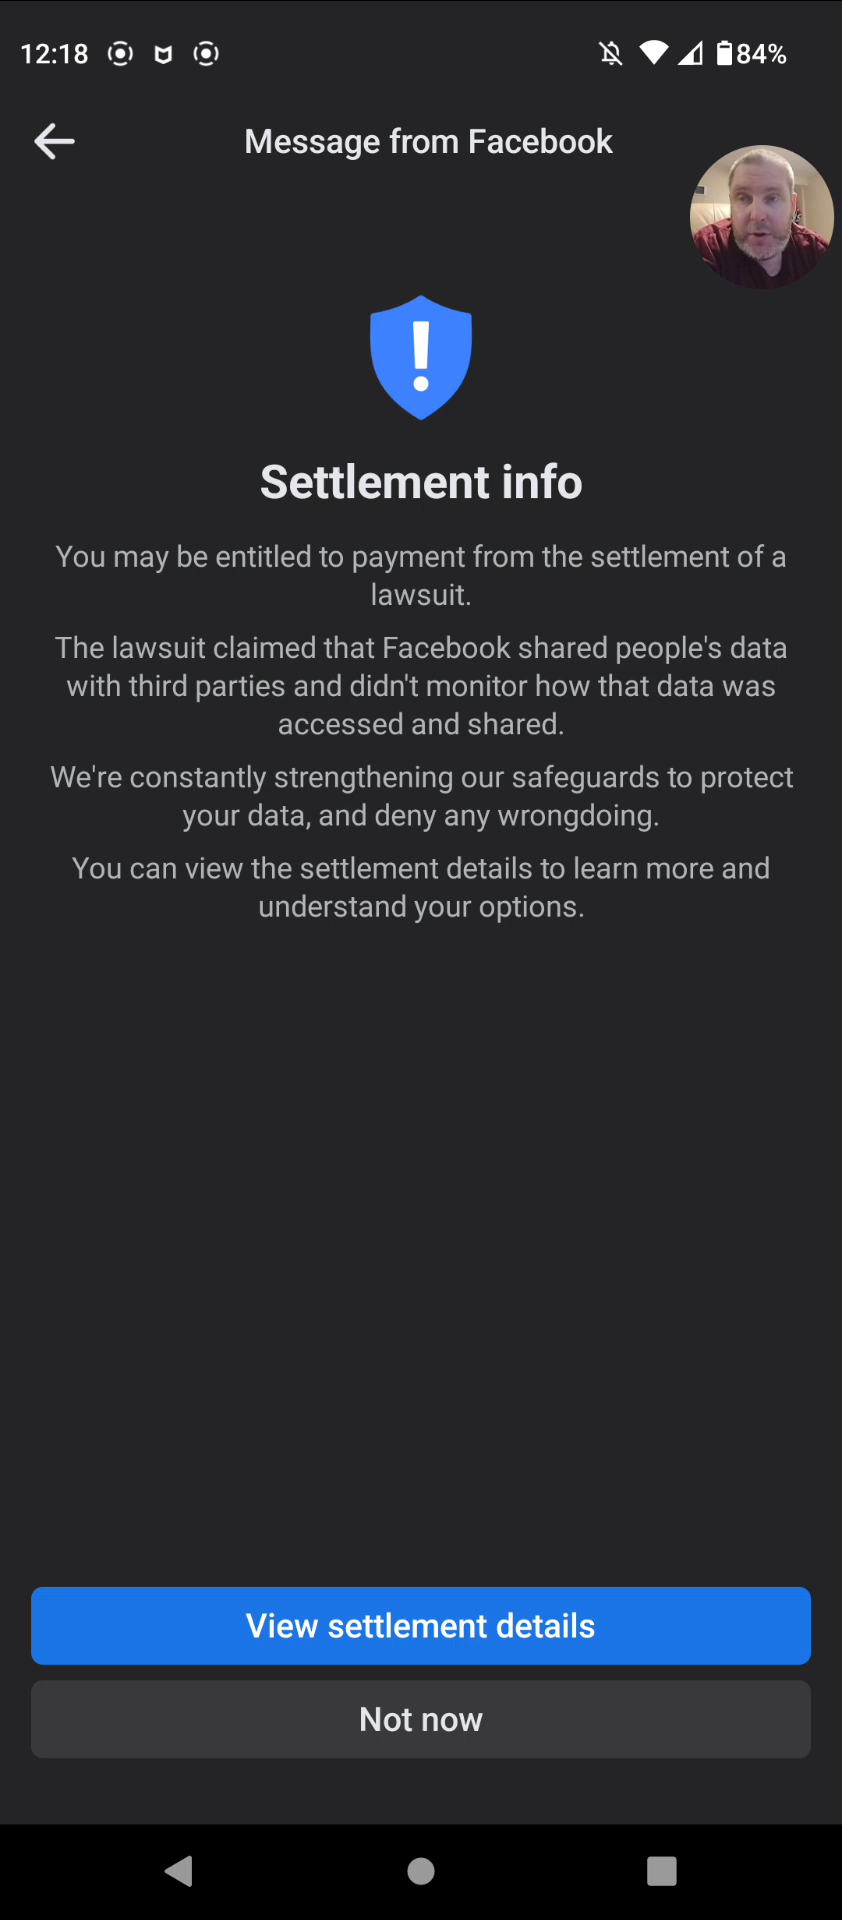 12:18
84%
Message from Facebook
Settlement info
You may be entitled to payment from the settlement of a
lawsuit.
The lawsuit claimed that Facebook shared people's data
with third parties and didn't monitor how that data was
accessed and shared.
We're constantly strengthening our safeguards to protect
your data, and deny any wrongdoing.
You can view the settlement details to learn more and
understand your options.
View settlement details
Not now